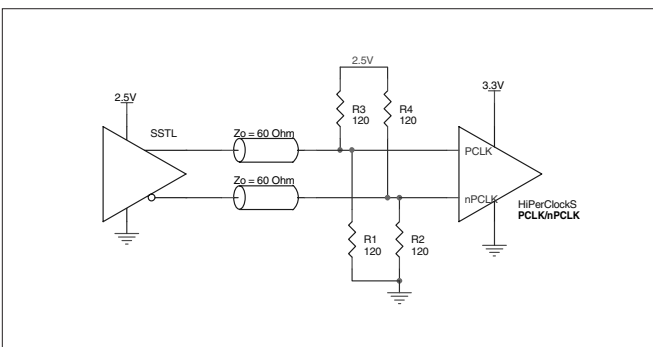 2.5V
2.5V
3.3V
SSTL
R3
120
R4
120
Zo = 60 Ohm
PCLK
Zo = 60 Ohm
nPCLK
HiPerClockS
PCLK/nPCLK
R1
120
R2
120